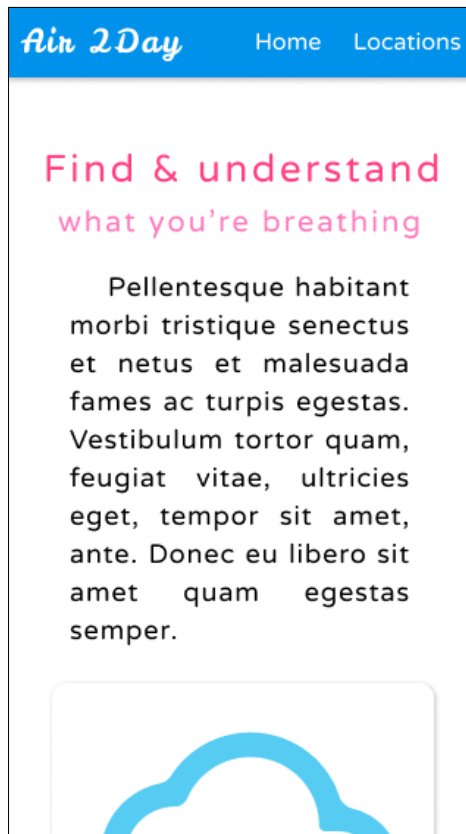 Air 2Day Home Locations
Find & understand
what you’re breathing
Pellentesque habitant
morbi tristique senectus
et netus et malesuada
fames ac turpis egestas.
Vestibulum tortor quam,
feugiat vitae, ultricies
eget, tempor sit amet,
ante. Donec eu libero sit
amet quam egestas
semper.